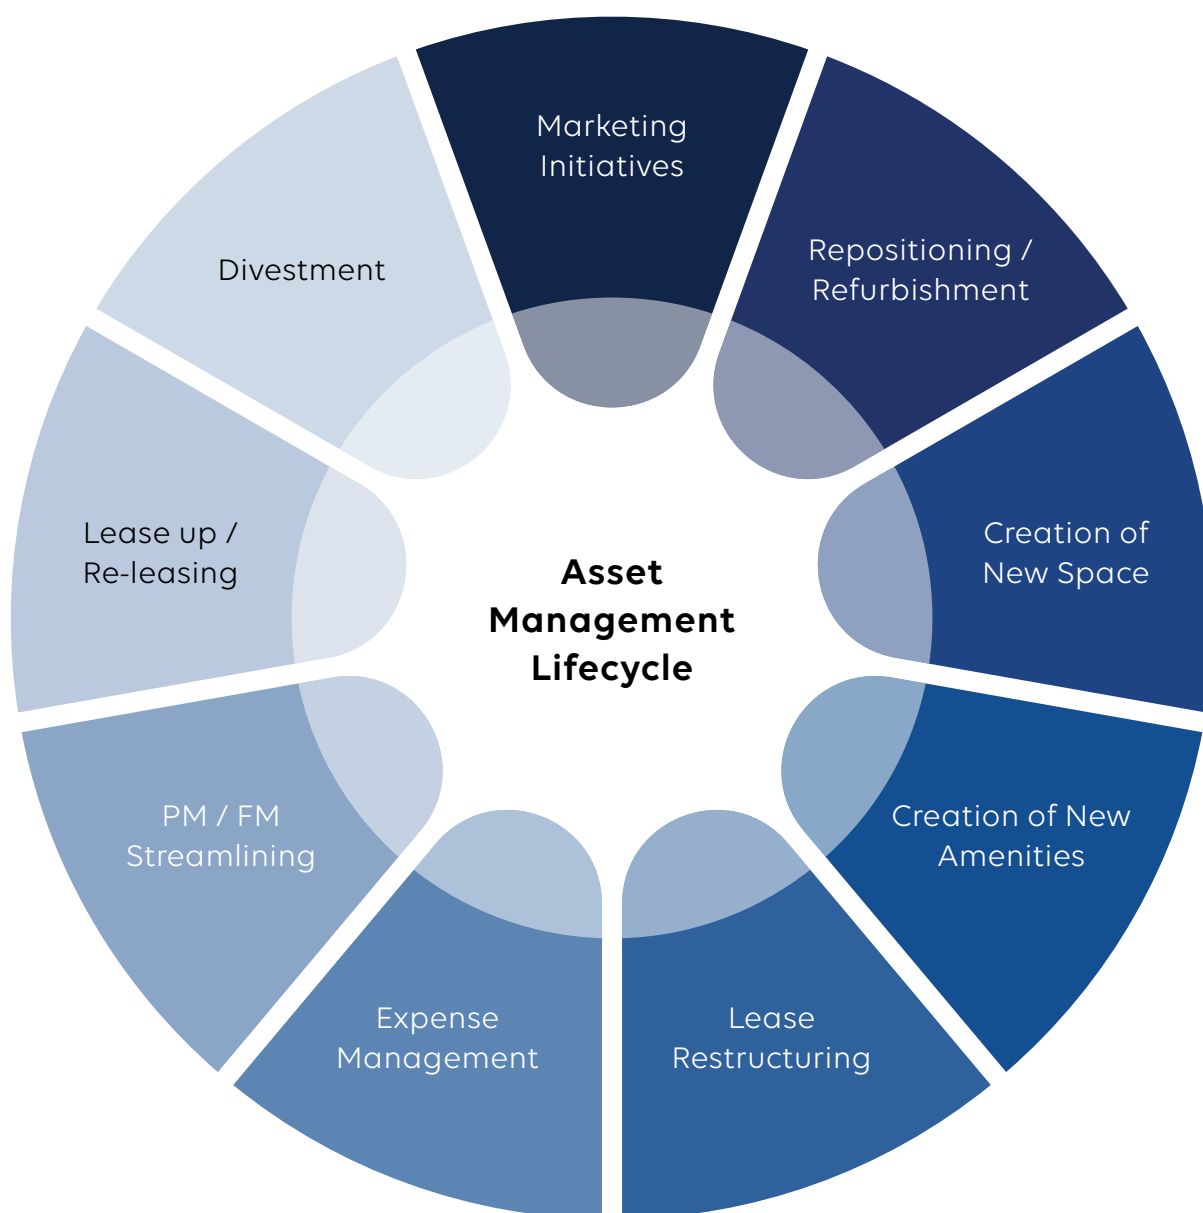 Marketing
Initiatives
Repositioning /
Refurbishment
Creation of
New Space
Creation of New
Amenities
Lease
Restructuring
Expense
Management
PM / FM
Streamlining
Lease up /
Re-leasing
Divestment
Asset
Management
Lifecycle